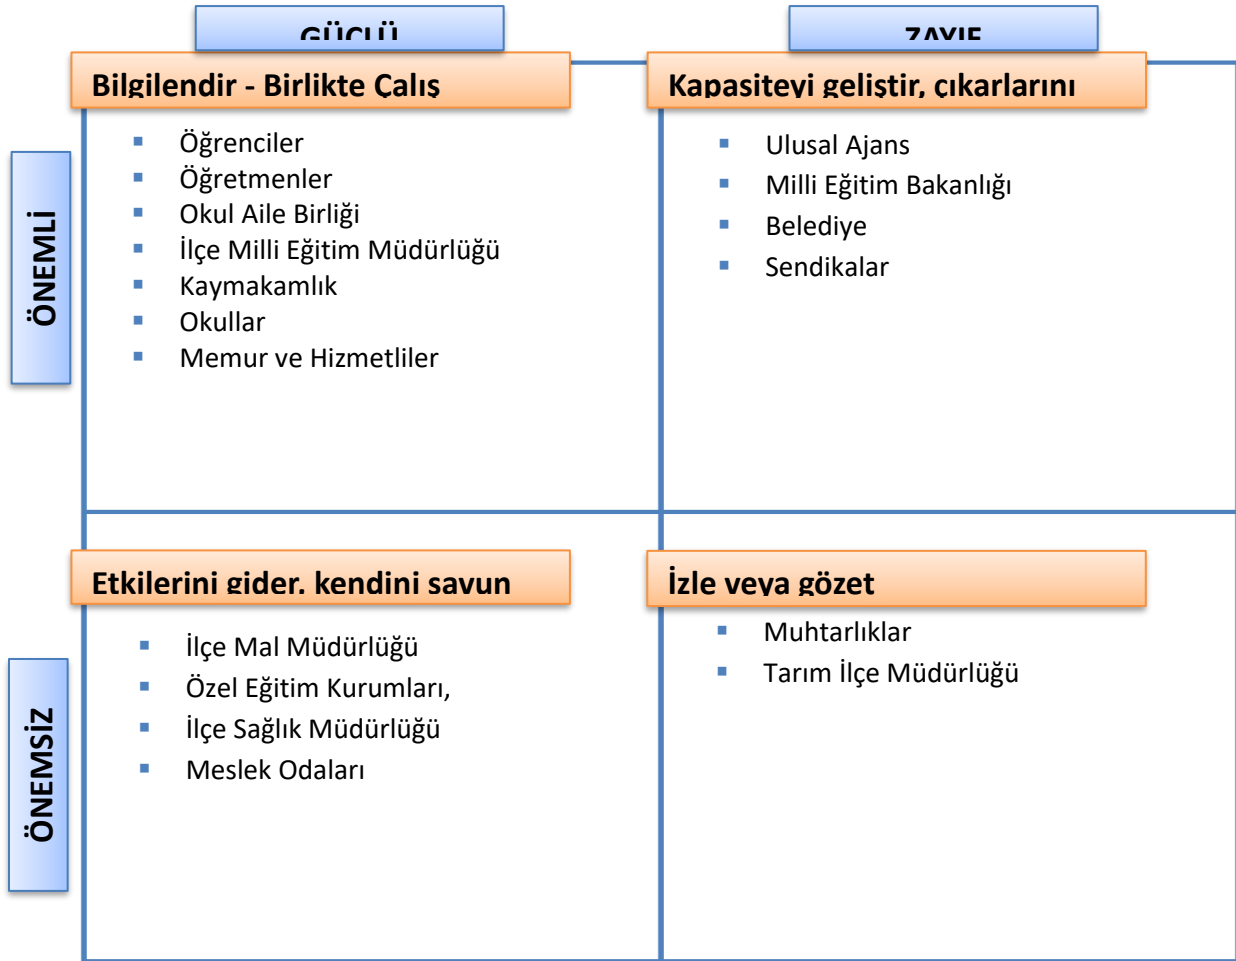 GÜÇLÜ
ZAYIF
Bilgilendir - Birlikte Çalış
Kapasiteyi geliştir, çıkarlarını
ÖNEMLİ
▪ Öğrenciler
▪ Öğretmenler
▪ Okul Aile Birliği
▪ İlçe Milli Eğitim Müdürlüğü
▪ Kaymakamlık
▪ Okullar
▪ Memur ve Hizmetliler
▪ Ulusal Ajans
▪ Milli Eğitim Bakanlığı
▪ Belediye
▪ Sendikalar
Etkilerini gider, kendini savun
İzle veya gözet
ÖNEMSİZ
▪ İlçe Mal Müdürlüğü
▪ Özel Eğitim Kurumları,
▪ İlçe Sağlık Müdürlüğü
▪ Meslek Odaları
▪ Muhtarlıklar
▪ Tarım İlçe Müdürlüğü